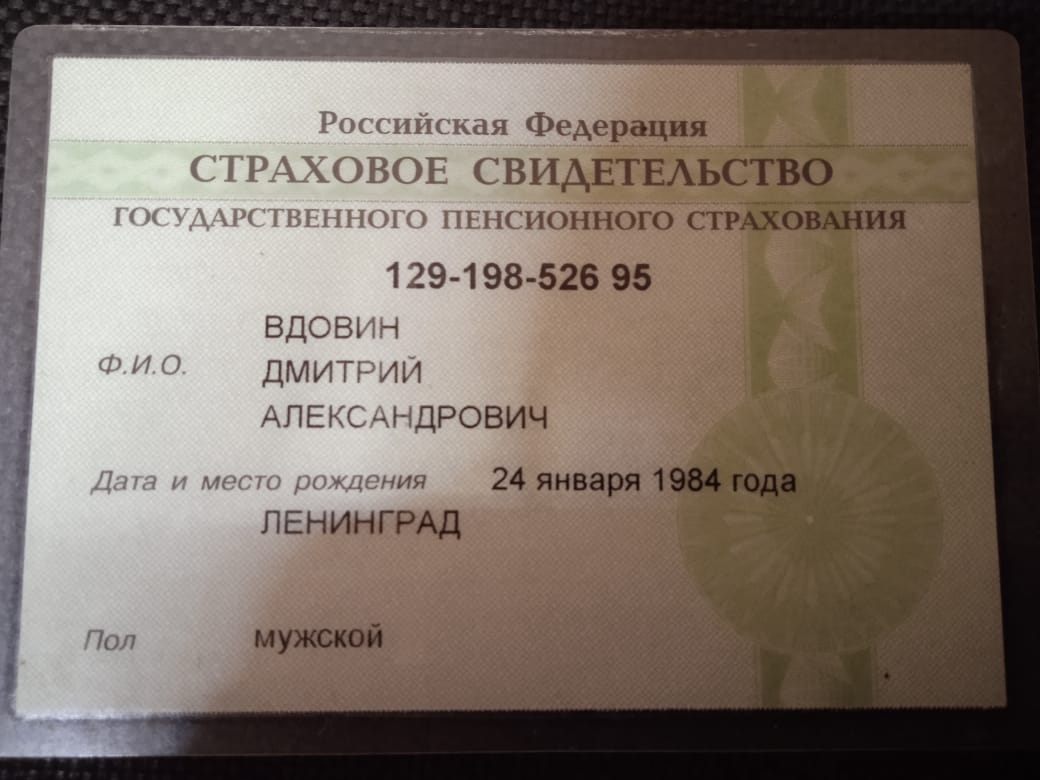 Российская Федерация
СТРАХОВОЕ СВИДЕТЕЛЬСТВО
ГОСУДАРСТВЕННОГО ПЕНСИОННОГО СТРАХОВАНИЯ
129-198-526 95
ВДОВИН
Ф.И.О. ДМИТРИЙ
АЛЕКСАНДРОВИЧ
Дата и место рождения 24 января 1984 года
ЛЕНИНГРАД
Пол мужской